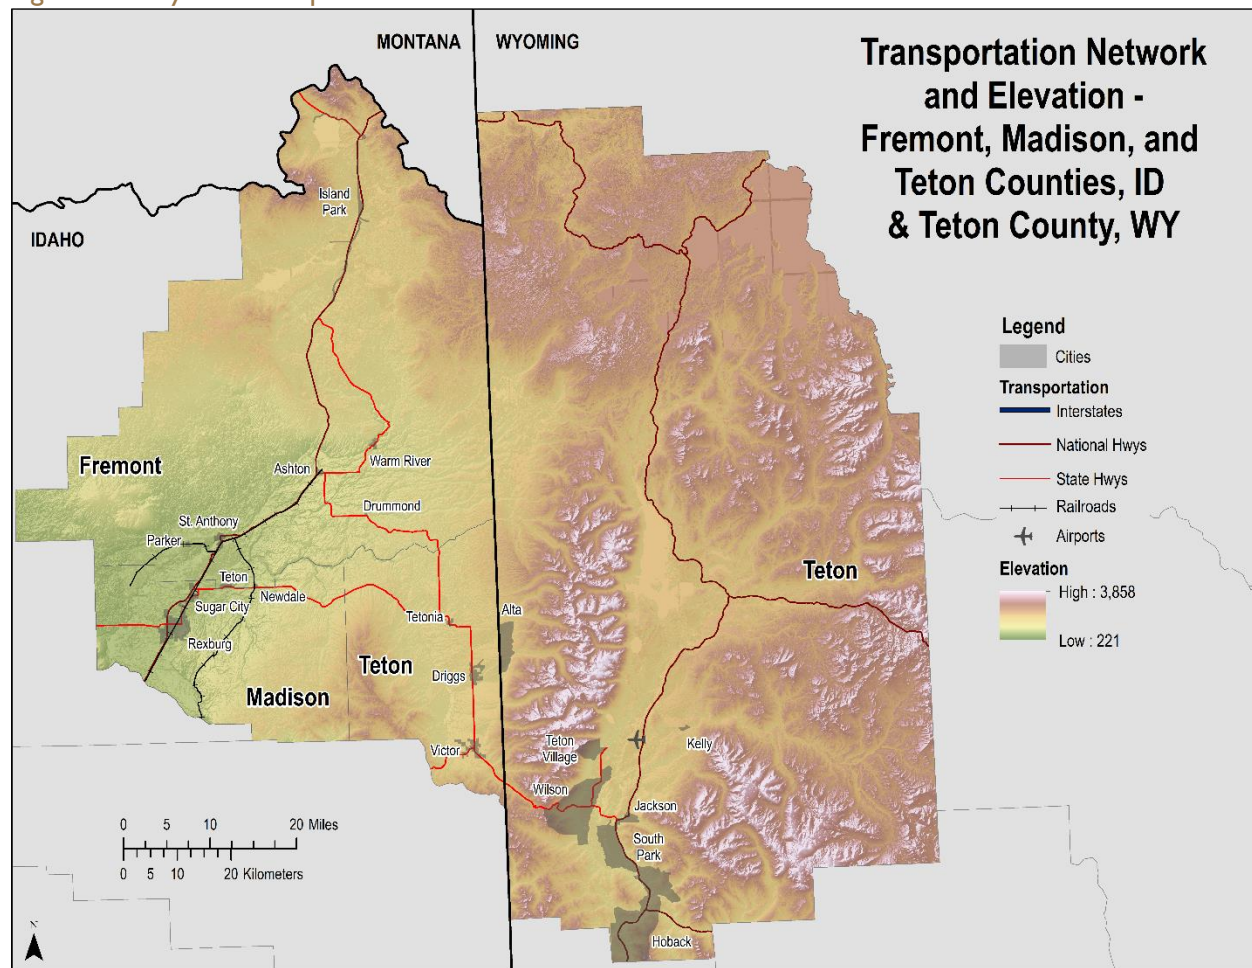 MONTANA
WYOMING
IDAHO
Transportation Network
and Elevation -
Fremont, Madison, and
Teton Counties, ID
& Teton County, WY
Legend
Cities
Transportation
Interstates
National Hwys
State Hwys
Railroads
Airports
Elevation
High : 3,858
Low : 221
Island
Park
Fremont
Ashton
Warm River
Drummond
St. Anthony
Parker
Teton
Newdale
Sugar City
Rexburg
Tetonia
Alta
Teton
Driggs
Madison
Victor
Teton
Teton
Village
Kelly
Wilson
Jackson
South
Park
Hoback
0 5 10 20 Miles
0 5 10 20 Kilometers
N